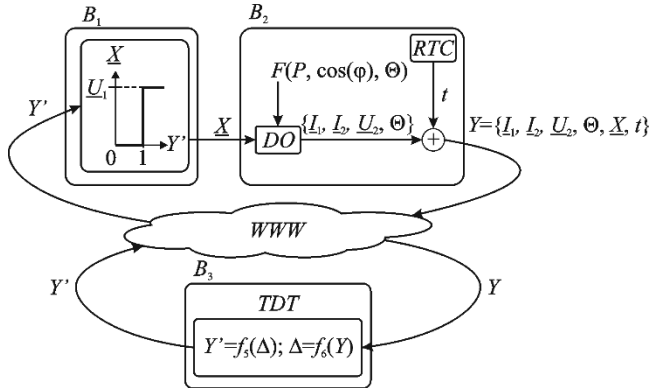 B₁
X
U₁
0
1
Y'
Y'
X
B₂
RTC
F(P, cos(φ), Θ)
t
DO
{I₁, I₂, U₂, Θ}
+
Y={I₁, I₂, U₂, Θ, X, t}
WWW
Y'
Y
B₃
TDT
Y'=f₅(Δ); Δ=f₆(Y)